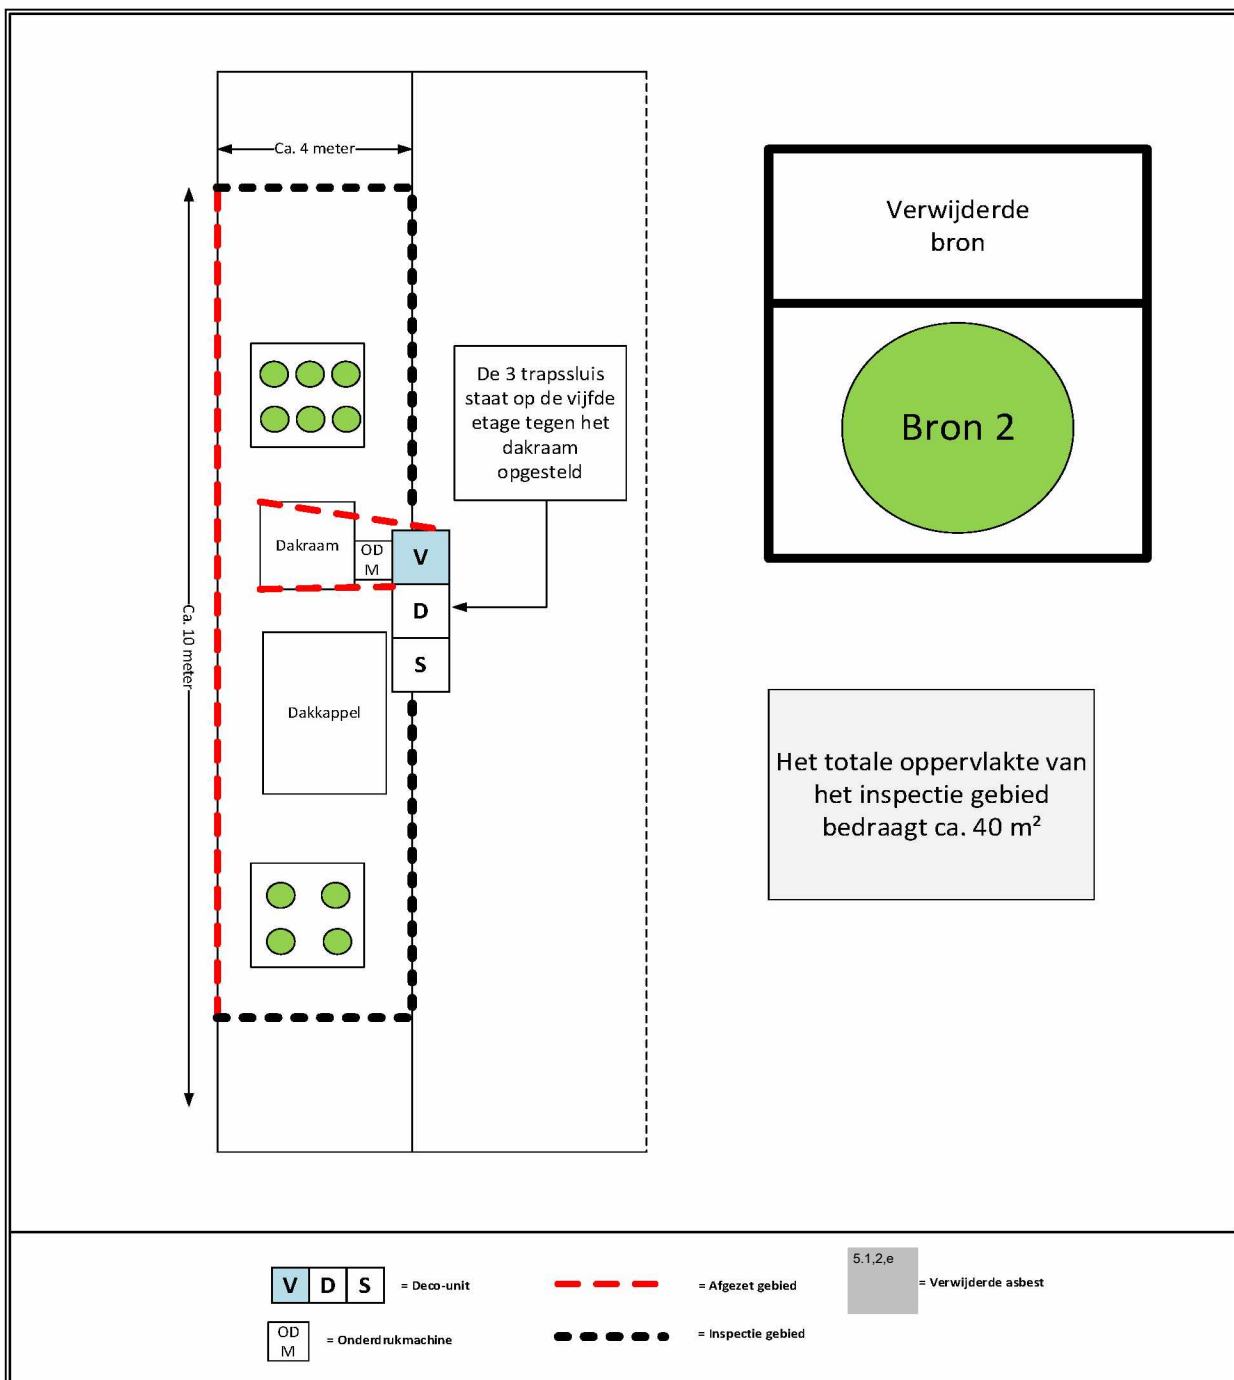 Ca. 4 meter
Verwijderde
bron
Bron 2
De 3 trapssluis
staat op de vijfde
etage tegen het
dakraam
opgesteld
Dakraam
OD
M
V
D
S
Ca. 10 meter
Dakkappel
Het totale oppervlakte van
het inspectie gebied
bedraagt ca. 40 m²
V D S = Deco-unit
= Afgezet gebied
5.1,2,e
= Verwijderde asbest
OD
M
= Onderdrukmachine
= Inspectie gebied